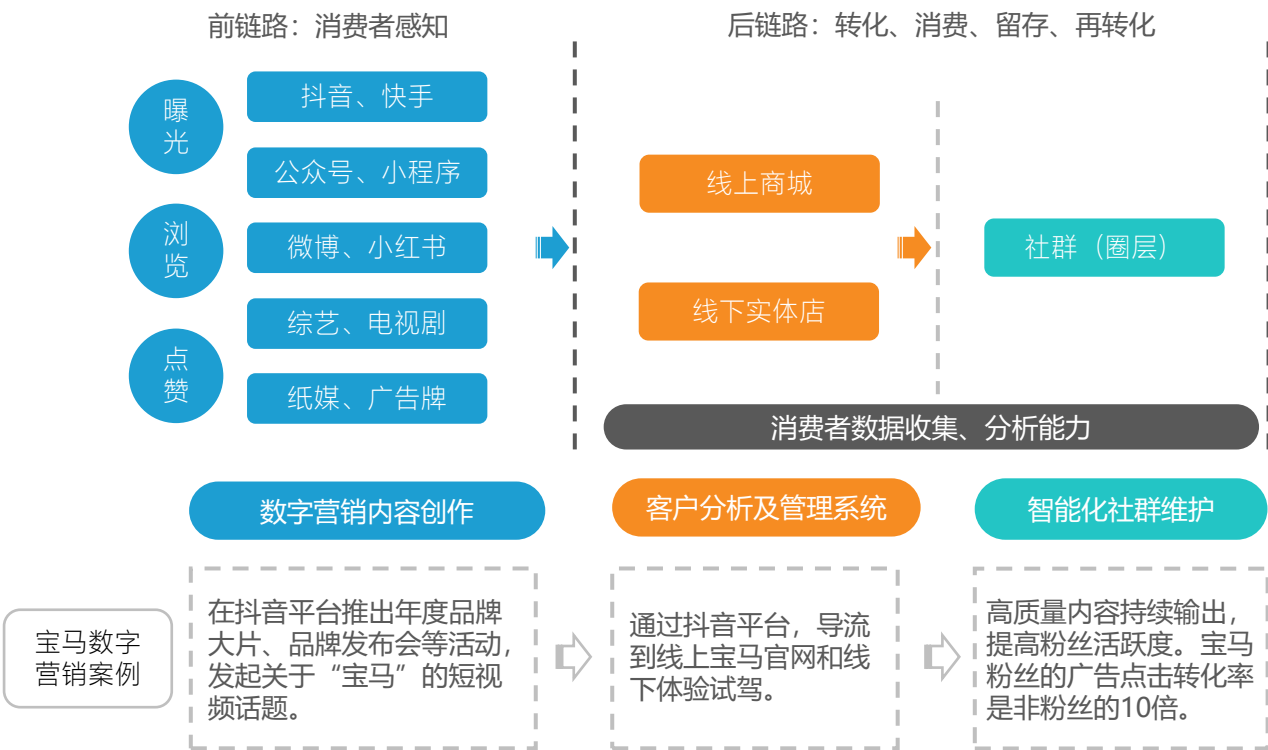 前链路：消费者感知
后链路：转化、消费、留存、再转化
曝
光
浏
览
点
赞
抖音、快手
公众号、小程序
微博、小红书
综艺、电视剧
纸媒、广告牌
线上商城
线下实体店
社群（圈层）
消费者数据收集、分析能力
数字营销内容创作
客户分析及管理系统
智能化社群维护
宝马数字
营销案例
在抖音平台推出年度品牌
大片、品牌发布会等活动，
发起关于“宝马”的短视
频话题。
通过抖音平台，导流
到线上宝马官网和线
下体验试驾。
高质量内容持续输出，
提高粉丝活跃度。宝马
粉丝的广告点击转化率
是非粉丝的10倍。